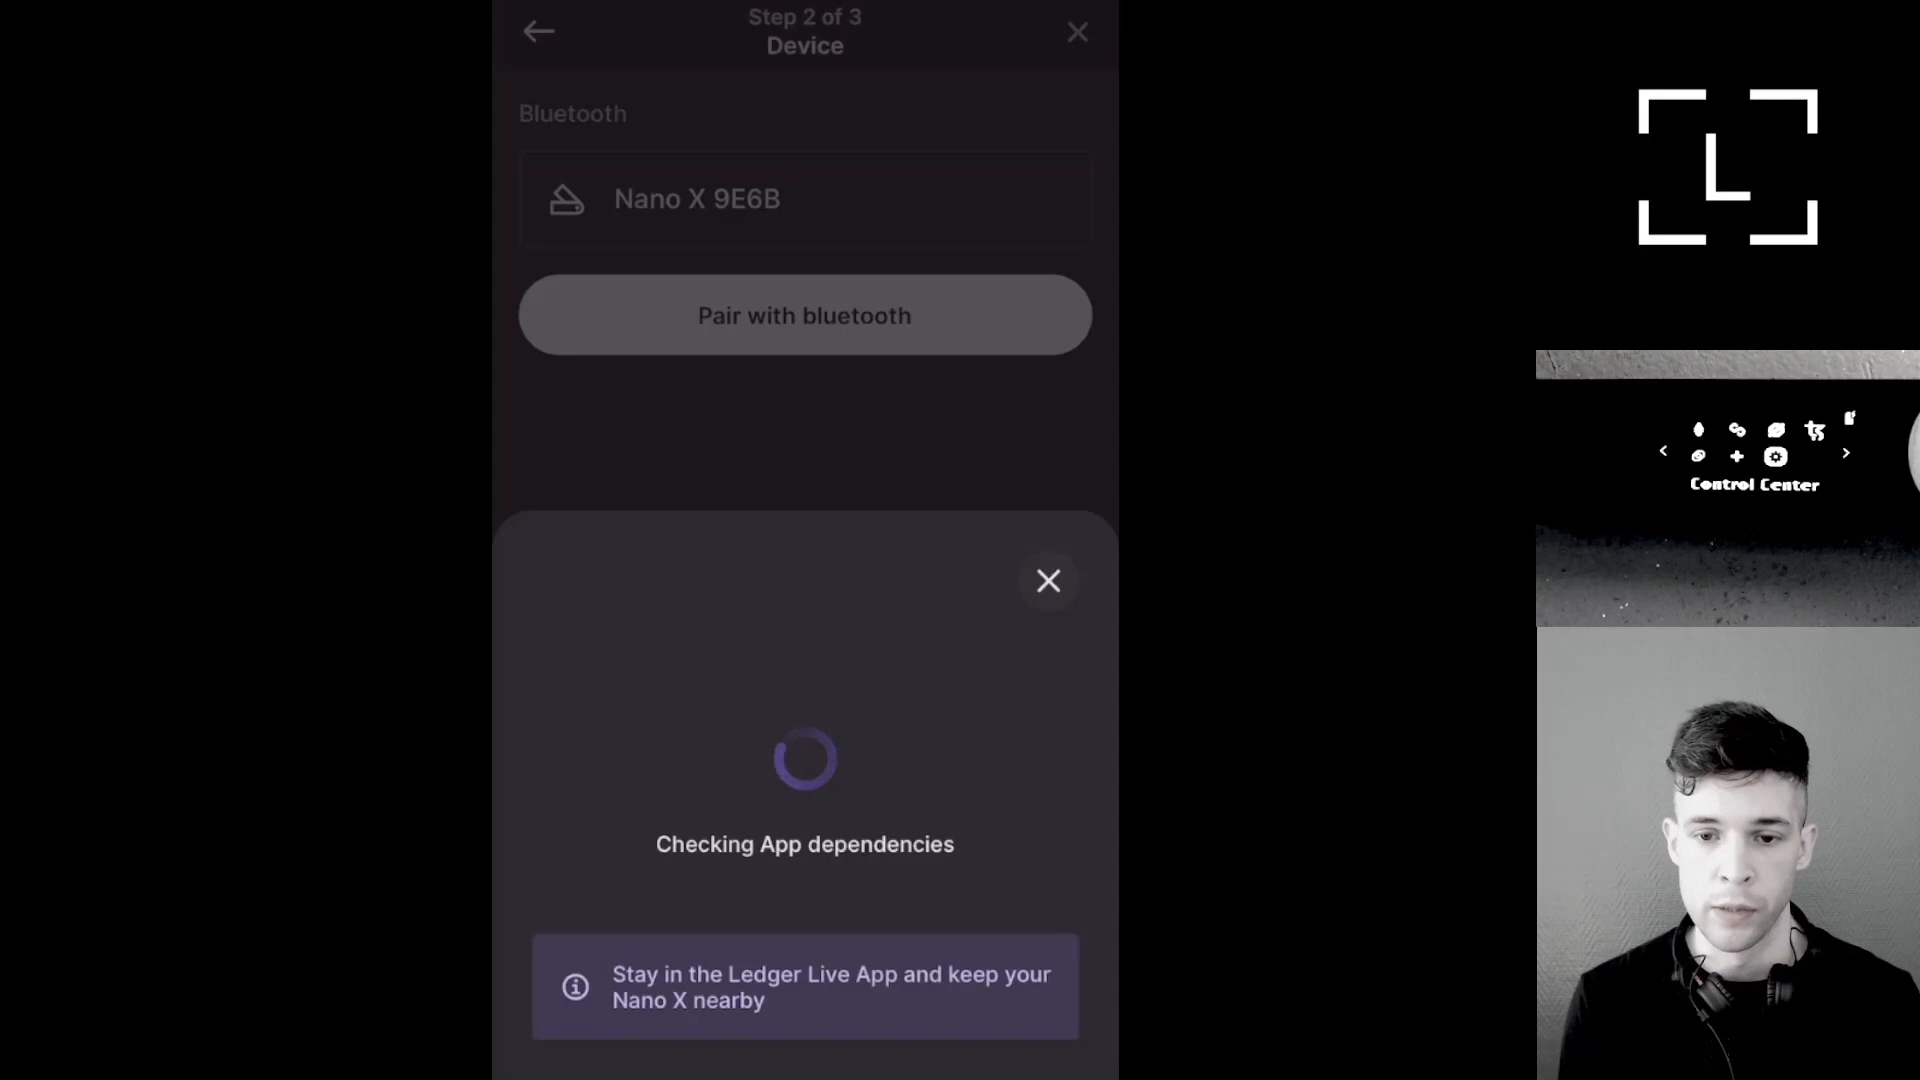 Step 2 of 3
Device
Bluetooth
Nano X 9E6B
Pair with bluetooth
Checking App dependencies
Stay in the Ledger Live App and keep your
Nano X nearby
L
Control Center